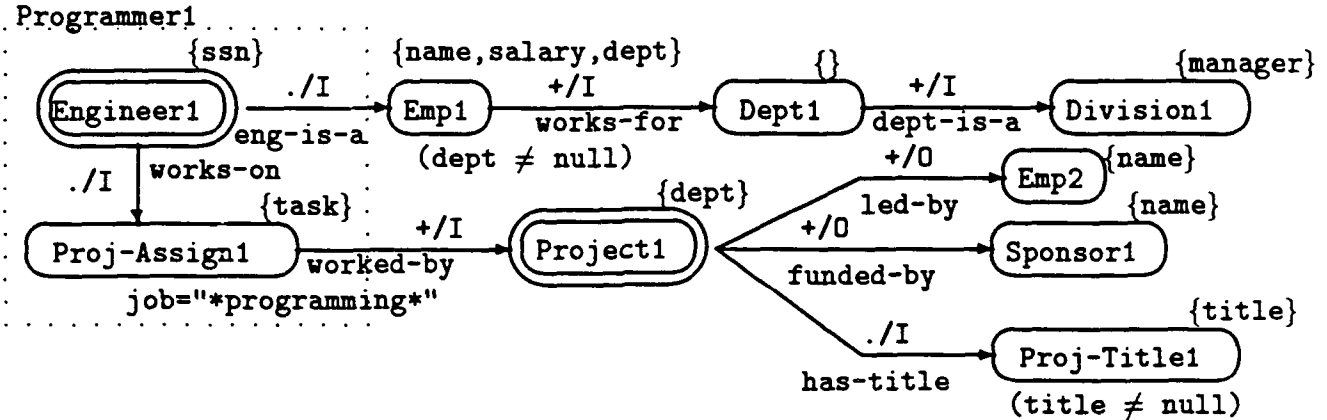 Programmer1
{ssn}
{name,salary,dept}
{}
{manager}
Engineer1
./I
eng-is-a
Emp1
+/I
works-for
Dept1
+/I
dept-is-a
Division1
(dept ≠ null)
./I
works-on
+/O
led-by
Emp2
{name}
{task}
{dept}
{name}
Proj-Assign1
+/I
worked-by
Project1
+/O
funded-by
Sponsor1
job="*programming*"
{title}
./I
has-title
Proj-Title1
(title ≠ null)